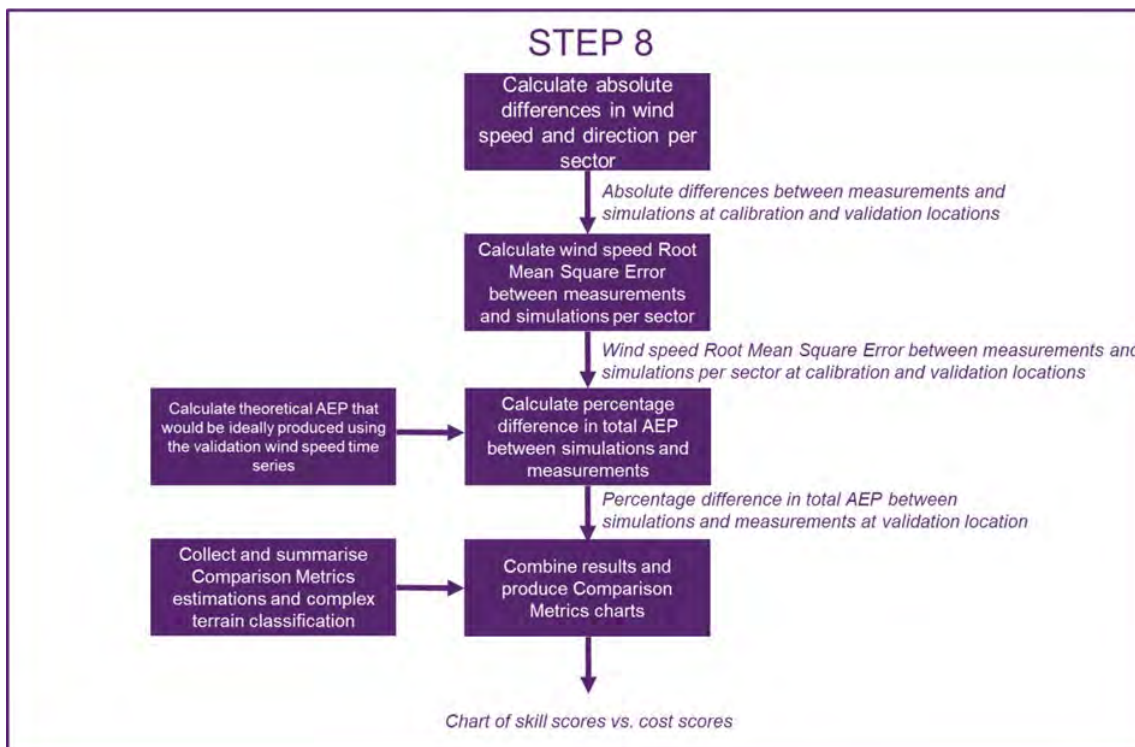 STEP 8
Calculate absolute
differences in wind
speed and direction per
sector
Absolute differences between measurements and
simulations at calibration and validation locations
Calculate wind speed Root
Mean Square Error
between measurements
and simulations per sector
Wind speed Root Mean Square Error between measurements and
simulations per sector at calibration and validation locations
Calculate theoretical AEP that
would be ideally produced using
the validation wind speed time
series
Calculate percentage
difference in total AEP
between simulations and
measurements
Percentage difference in total AEP between
simulations and measurements at validation location
Collect and summarise
Comparison Metrics
estimations and complex
terrain classification
Combine results and
produce Comparison
Metrics charts
Chart of skill scores vs. cost scores